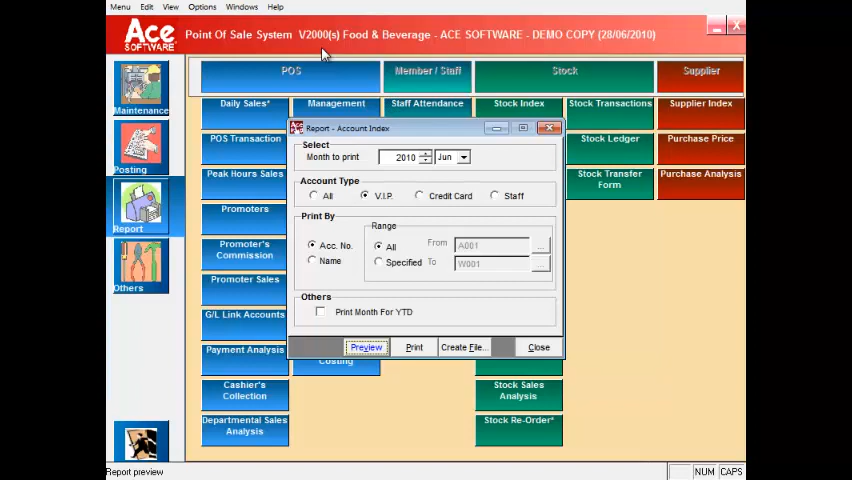 Menu Edit View Options Windows Help
Ace
SOFTWARE
Point Of Sale System V2000(s) Food & Beverage - ACE SOFTWARE - DEMO COPY (28/06/2010)
Maintenance
Posting
Report
Others
POS
Member / Staff
Stock
Supplier
Daily Sales*
Management
Staff Attendance
Stock Index
Stock Transactions
Supplier Index
POS Transaction
Stock Ledger
Purchase Price
Peak Hours Sales
Stock Transfer
Form
Purchase Analysis
Promoters
Promoter's
Commission
Promoter Sales
G/L Link Accounts
Payment Analysis
Costing
Cashier's
Collection
Stock Sales
Analysis
Departmental Sales
Analysis
Stock Re-Order*
Report - Account Index
Select
Month to print 2010 Jun
Account Type
All V.I.P. Credit Card Staff
Print By
Acc. No.
Name
Range
All From A001 ...
Specified To W001 ...
Others
Print Month For YTD
Preview Print Create File... Close
Report preview NUM CAPS